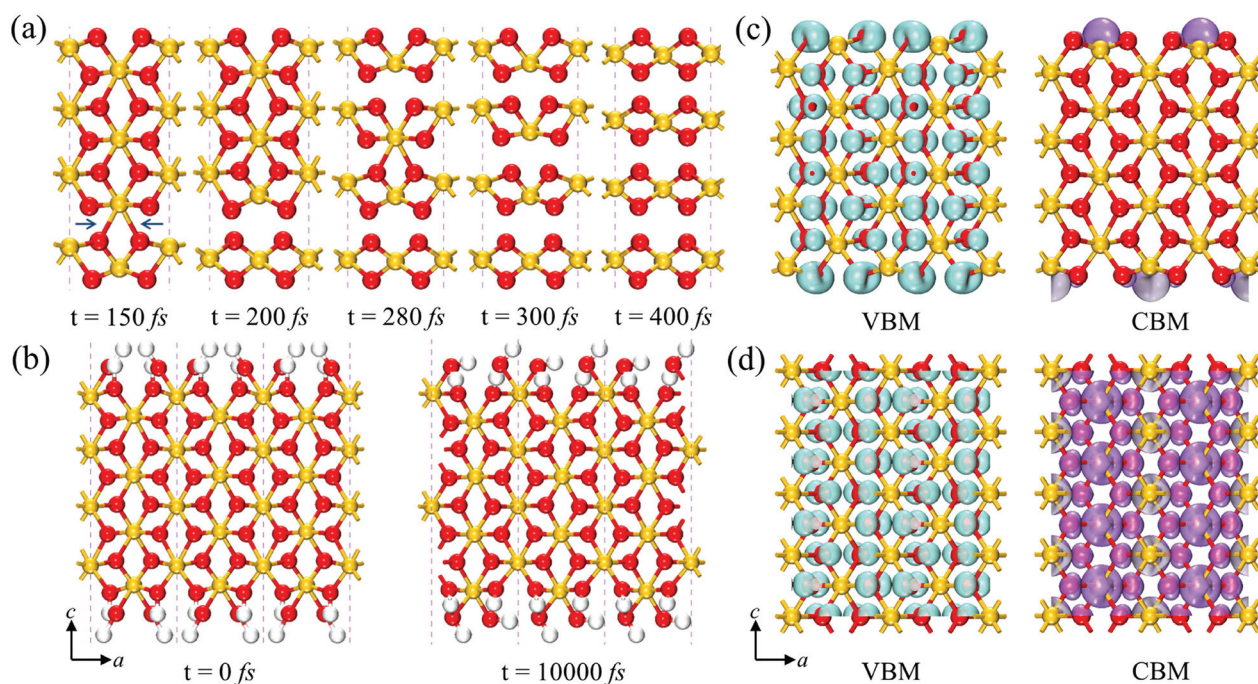 (a)
t = 150 fs
t = 200 fs
t = 280 fs
t = 300 fs
t = 400 fs
(b)
c
a
t = 0 fs
t = 10000 fs
(c)
VBM
CBM
(d)
c
a
VBM
CBM